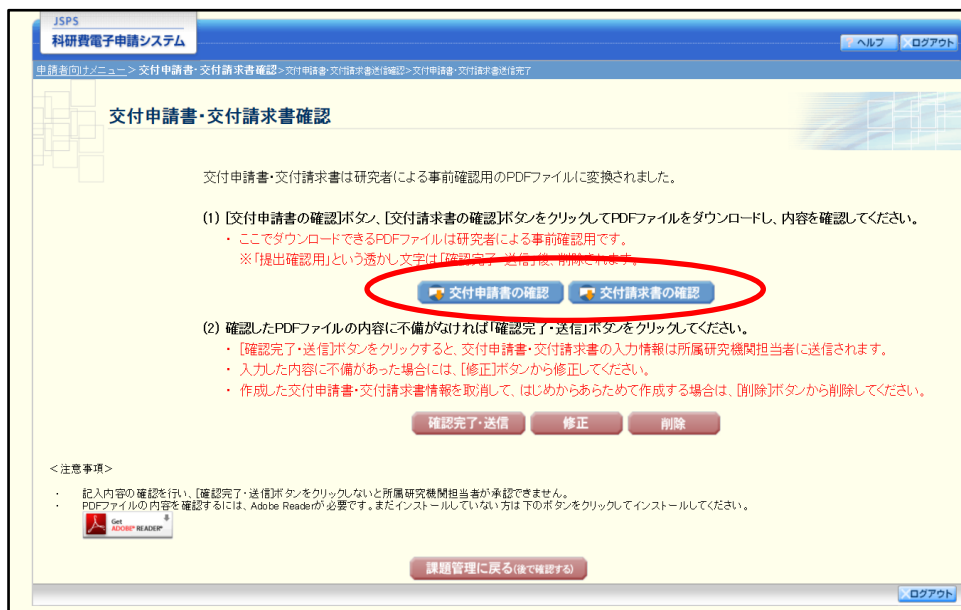 JSPS
科研費電子申請システム
ヘルプ ログアウト
申請者向けメニュー>交付申請書・交付請求書確認>交付申請書・交付請求書送信確認>交付申請書・交付請求書送信完了
交付申請書・交付請求書確認
交付申請書・交付請求書は研究者による事前確認用のPDFファイルに変換されました。
(1) [交付申請書の確認]ボタン、[交付請求書の確認]ボタンをクリックしてPDFファイルをダウンロードし、内容を確認してください。
・ ここでダウンロードできるPDFファイルは研究者による事前確認用です。
※「提出確認用」という透かし文字は「確認完了・送信」後、削除されます。
交付申請書の確認 交付請求書の確認
(2) 確認したPDFファイルの内容に不備がなければ「確認完了・送信」ボタンをクリックしてください。
・ [確認完了・送信]ボタンをクリックすると、交付申請書・交付請求書の入力情報は所属研究機関担当者に送信されます。
・ 入力した内容に不備があった場合には、[修正]ボタンから修正してください。
・ 作成した交付申請書・交付請求書情報を取消して、はじめからあらためて作成する場合は、[削除]ボタンから削除してください。
確認完了・送信 修正 削除
<注意事項>
・ 記入内容の確認を行い、[確認完了・送信]ボタンをクリックしないと所属研究機関担当者が承認できません。
・ PDFファイルの内容を確認するには、Adobe Readerが必要です。まだインストールしていない方は下のボタンをクリックしてインストールしてください。
Get
ADOBE® READER®
課題管理に戻る(後で確認する)
ログアウト